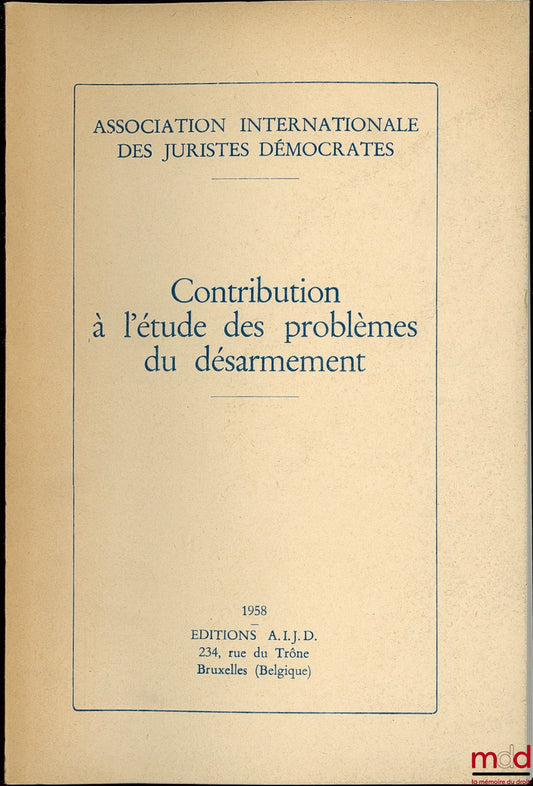 ASSOCIATION INTERNATIONALE
DES JURISTES DÉMOCRATES
Contribution
à l'étude des problèmes
du désarmement
1958
EDITIONS A.I.J.D.
234, rue du Trône
Bruxelles (Belgique)
mdd
la mémoire du droit